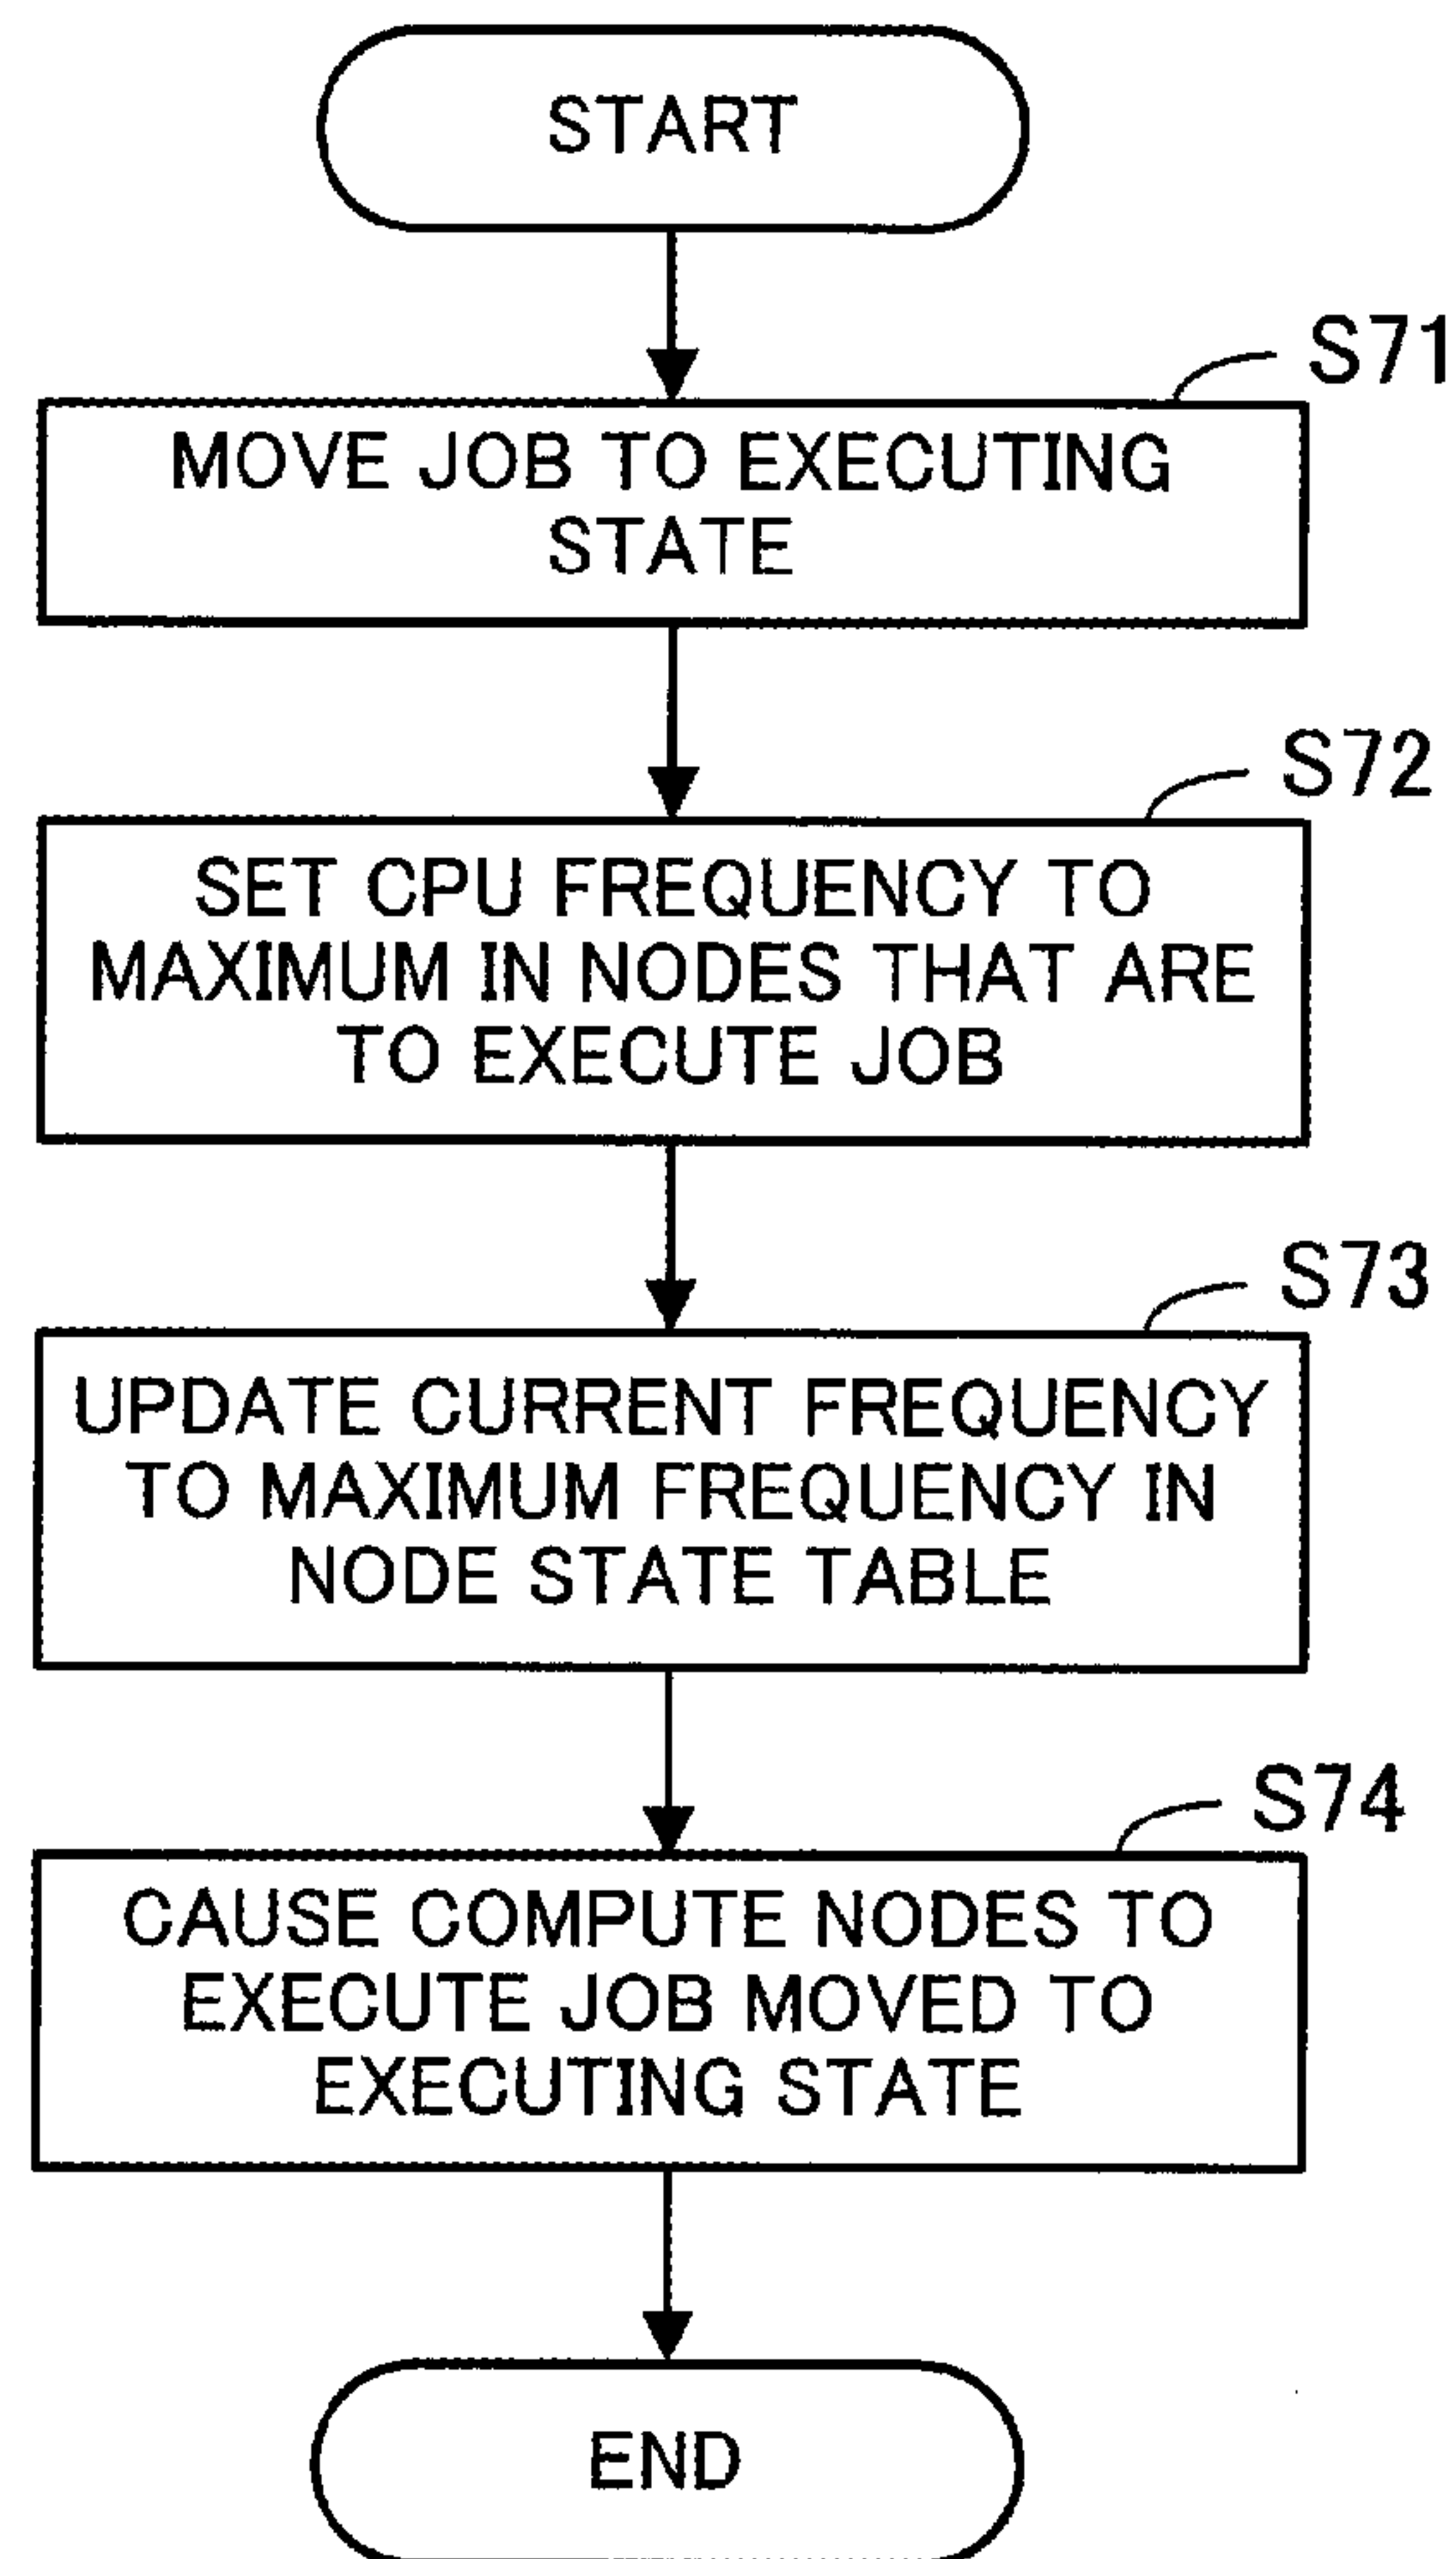 START
S71
MOVE JOB TO EXECUTING
STATE
S72
SET CPU FREQUENCY TO
MAXIMUM IN NODES THAT ARE
TO EXECUTE JOB
S73
UPDATE CURRENT FREQUENCY
TO MAXIMUM FREQUENCY IN
NODE STATE TABLE
S74
CAUSE COMPUTE NODES TO
EXECUTE JOB MOVED TO
EXECUTING STATE
END